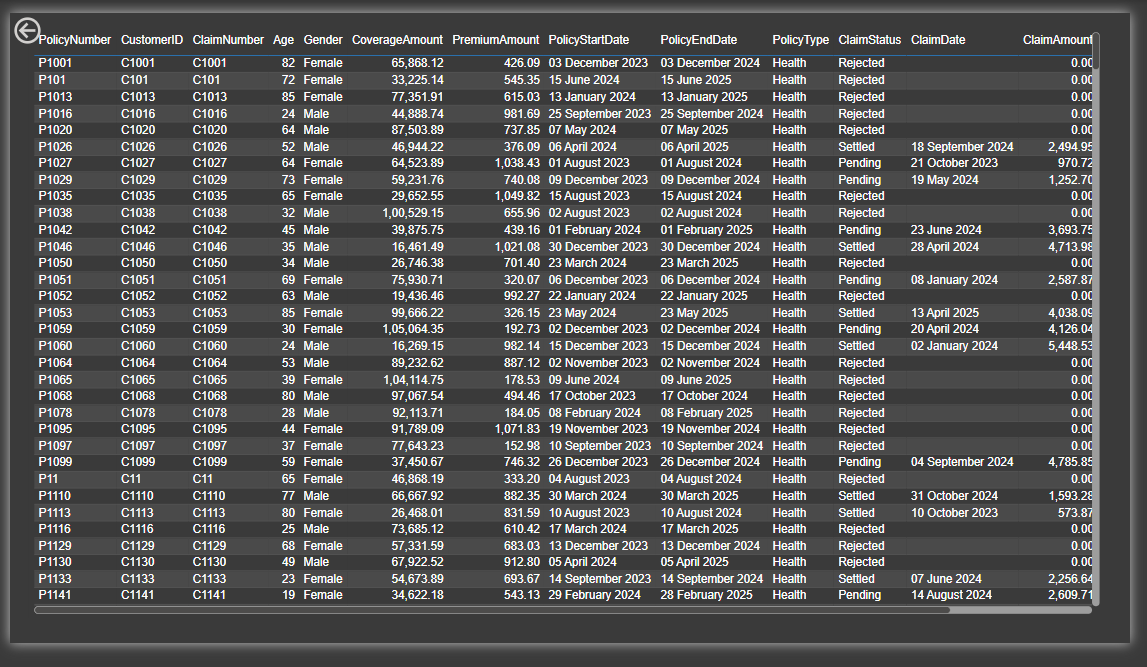 PolicyNumber CustomerID ClaimNumber Age Gender CoverageAmount PremiumAmount PolicyStartDate PolicyEndDate PolicyType ClaimStatus ClaimDate ClaimAmount
P1001 C1001 C1001 82 Female 65,868.12 426.09 03 December 2023 03 December 2024 Health Rejected 0.00
P101 C101 C101 72 Female 33,225.14 545.35 15 June 2024 15 June 2025 Health Rejected 0.00
P1013 C1013 C1013 85 Female 77,351.91 615.03 13 January 2024 13 January 2025 Health Rejected 0.00
P1016 C1016 C1016 24 Male 44,888.74 981.69 25 September 2023 25 September 2024 Health Rejected 0.00
P1020 C1020 C1020 64 Male 87,503.89 737.85 07 May 2024 07 May 2025 Health Rejected 0.00
P1026 C1026 C1026 52 Male 46,944.22 376.09 06 April 2024 06 April 2025 Health Settled 18 September 2024 2,494.95
P1027 C1027 C1027 64 Female 64,523.89 1,038.43 01 August 2023 01 August 2024 Health Pending 21 October 2023 970.72
P1029 C1029 C1029 73 Female 59,231.76 740.08 09 December 2023 09 December 2024 Health Pending 19 May 2024 1,252.70
P1035 C1035 C1035 65 Female 29,652.55 1,049.82 15 August 2023 15 August 2024 Health Rejected 0.00
P1038 C1038 C1038 32 Male 1,00,529.15 655.96 02 August 2023 02 August 2024 Health Rejected 0.00
P1042 C1042 C1042 45 Male 39,875.75 439.16 01 February 2024 01 February 2025 Health Pending 23 June 2024 3,693.75
P1046 C1046 C1046 35 Male 16,461.49 1,021.08 30 December 2023 30 December 2024 Health Settled 28 April 2024 4,713.98
P1050 C1050 C1050 34 Male 26,746.38 701.40 23 March 2024 23 March 2025 Health Rejected 0.00
P1051 C1051 C1051 69 Female 75,930.71 320.07 06 December 2023 06 December 2024 Health Pending 08 January 2024 2,587.87
P1052 C1052 C1052 63 Male 19,436.46 992.27 22 January 2024 22 January 2025 Health Rejected 0.00
P1053 C1053 C1053 85 Female 99,666.22 326.15 23 May 2024 23 May 2025 Health Settled 13 April 2025 4,038.09
P1059 C1059 C1059 30 Female 1,05,064.35 192.73 02 December 2023 02 December 2024 Health Pending 20 April 2024 4,126.04
P1060 C1060 C1060 24 Male 16,269.15 982.14 15 December 2023 15 December 2024 Health Settled 02 January 2024 5,448.53
P1064 C1064 C1064 53 Male 89,232.62 887.12 02 November 2023 02 November 2024 Health Rejected 0.00
P1065 C1065 C1065 39 Female 1,04,114.75 178.53 09 June 2024 09 June 2025 Health Rejected 0.00
P1068 C1068 C1068 80 Male 97,067.54 494.46 17 October 2023 17 October 2024 Health Rejected 0.00
P1078 C1078 C1078 28 Male 92,113.71 184.05 08 February 2024 08 February 2025 Health Rejected 0.00
P1095 C1095 C1095 44 Female 91,789.09 1,071.83 19 November 2023 19 November 2024 Health Rejected 0.00
P1097 C1097 C1097 37 Female 77,643.23 152.98 10 September 2023 10 September 2024 Health Rejected 0.00
P1099 C1099 C1099 59 Female 37,450.67 746.32 26 December 2023 26 December 2024 Health Pending 04 September 2024 4,785.85
P11 C11 C11 65 Female 46,868.19 333.20 04 August 2023 04 August 2024 Health Rejected 0.00
P1110 C1110 C1110 77 Male 66,667.92 882.35 30 March 2024 30 March 2025 Health Settled 31 October 2024 1,593.28
P1113 C1113 C1113 80 Female 26,468.01 831.59 10 August 2023 10 August 2024 Health Settled 10 October 2023 573.87
P1116 C1116 C1116 25 Male 73,685.12 610.42 17 March 2024 17 March 2025 Health Rejected 0.00
P1129 C1129 C1129 68 Female 57,331.59 683.03 13 December 2023 13 December 2024 Health Rejected 0.00
P1130 C1130 C1130 49 Male 67,922.52 912.80 05 April 2024 05 April 2025 Health Rejected 0.00
P1133 C1133 C1133 23 Female 54,673.89 693.67 14 September 2023 14 September 2024 Health Settled 07 June 2024 2,256.64
P1141 C1141 C1141 19 Female 34,622.18 543.13 29 February 2024 28 February 2025 Health Pending 14 August 2024 2,609.71